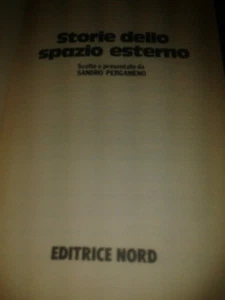 Storie dello
spazio esterno
Scelte e presentate da
SANDRO PERGAMENO
EDITRICE NORD